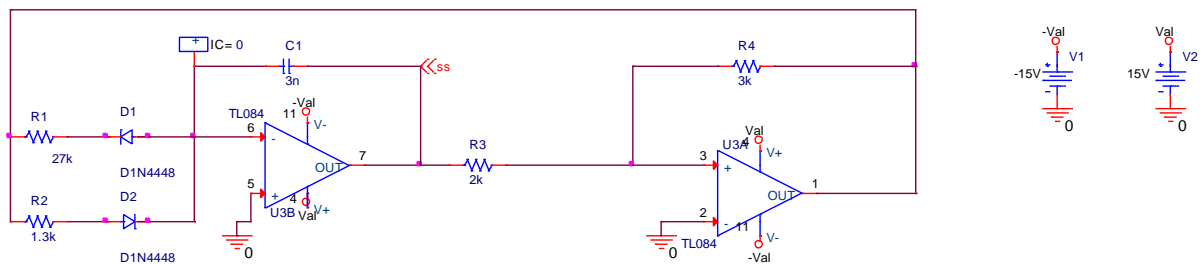 IC= 0
C1
3n
ss
R4
3k
-Val
V1
-15V
0
Val
V2
15V
0
R1
27k
D1
D1N4448
R2
1.3k
D2
D1N4448
TL084
-Val
11
V-
6
-
5
+
OUT
7
4
V+
Val
U3B
0
R3
2k
Val
4
V+
U3A
3
+
2
-
OUT
1
11
V-
TL084
-Val
0